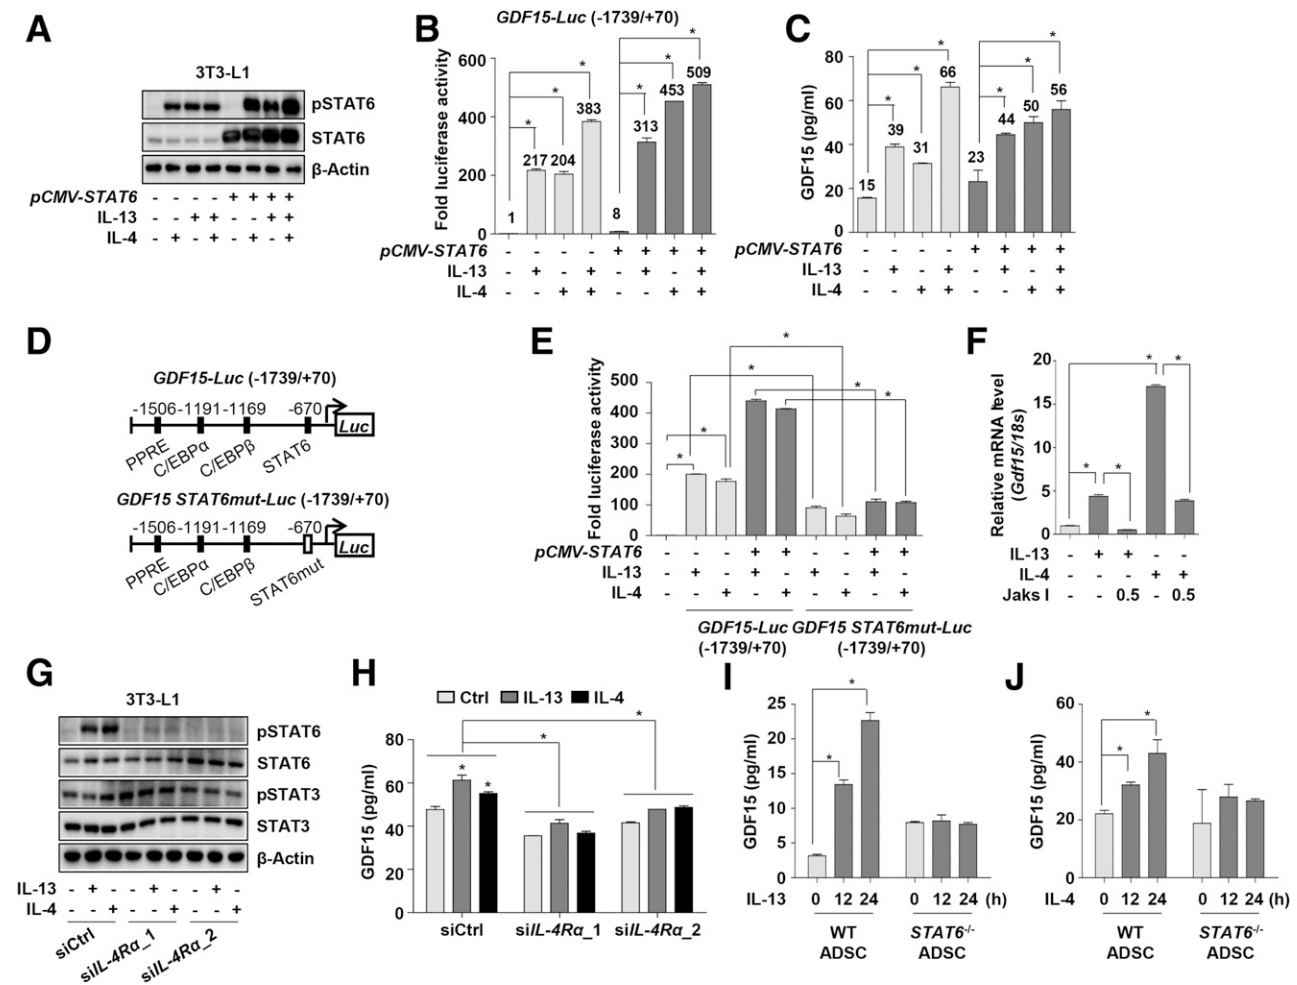 A
3T3-L1
pSTAT6
STAT6
β-Actin
pCMV-STAT6 - - - - + + + +
IL-13 - - + + - - + +
IL-4 - + - + - + - +
B
GDF15-Luc (-1739/+70)
Fold luciferase activity
600
400
200
0
1
217
204
383
8
313
453
509
* * * * * *
pCMV-STAT6 - - - - + + + +
IL-13 - + - + - + - +
IL-4 - - + + - - + +
C
GDF15 (pg/ml)
80
60
40
20
0
15
39
31
66
23
44
50
56
* * * * * *
pCMV-STAT6 - - - - + + + +
IL-13 - + - + - + - +
IL-4 - - + + - - + +
D
GDF15-Luc (-1739/+70)
-1506 -1191 -1169 -670
Luc
PPRE
C/EBPα
C/EBPβ
STAT6
GDF15 STAT6mut-Luc (-1739/+70)
-1506 -1191 -1169 -670
Luc
PPRE
C/EBPα
C/EBPβ
STAT6mut
E
Fold luciferase activity
500
400
300
200
100
0
* * * * * *
pCMV-STAT6 - - - + + - - + +
IL-13 - + - + - + - + -
IL-4 - - + - + - + - +
GDF15-Luc
(-1739/+70)
GDF15 STAT6mut-Luc
(-1739/+70)
F
Relative mRNA level
(Gdf15/18s)
20
15
10
5
0
* * * *
IL-13 - + + - -
IL-4 - - - + +
Jaks I - - 0.5 - 0.5
G
3T3-L1
pSTAT6
STAT6
pSTAT3
STAT3
β-Actin
IL-13 - + - - + - - + -
IL-4 - - + - - + - - +
siCtrl
siIL-4Rα_1
siIL-4Rα_2
H
Ctrl IL-13 IL-4
GDF15 (pg/ml)
80
60
40
20
0
* * * *
siCtrl siIL-4Rα_1 siIL-4Rα_2
I
GDF15 (pg/ml)
25
20
15
10
5
0
* *
IL-13 0 12 24 0 12 24 (h)
WT
ADSC
STAT6-/-
ADSC
J
GDF15 (pg/ml)
60
40
20
0
* *
IL-4 0 12 24 0 12 24 (h)
WT
ADSC
STAT6-/-
ADSC